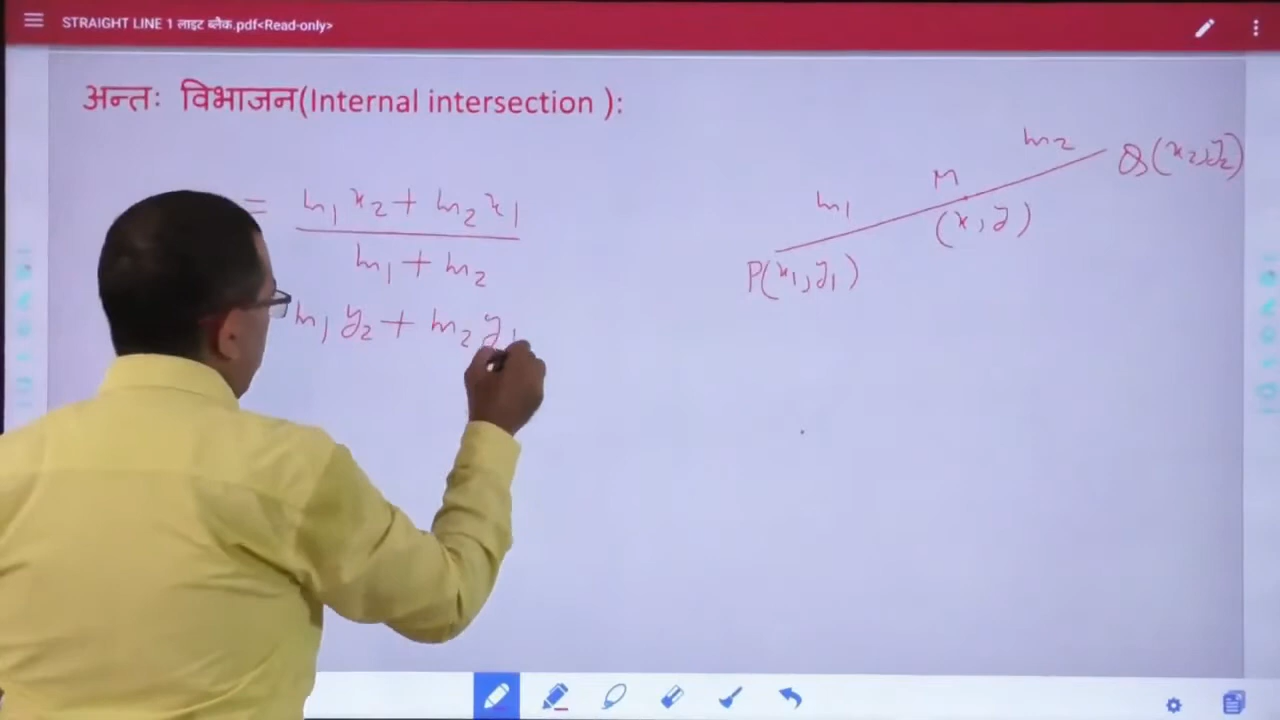 STRAIGHT LINE 1 लाइट ब्लैक.pdf<Read-only>
अन्तः विभाजन(Internal intersection ):
= m₁x₂ + m₂x₁
m₁ + m₂
m₁y₂ + m₂y₁
m₁
M
m₂
Q(x₂,y₂)
(x,y)
P(x₁,y₁)